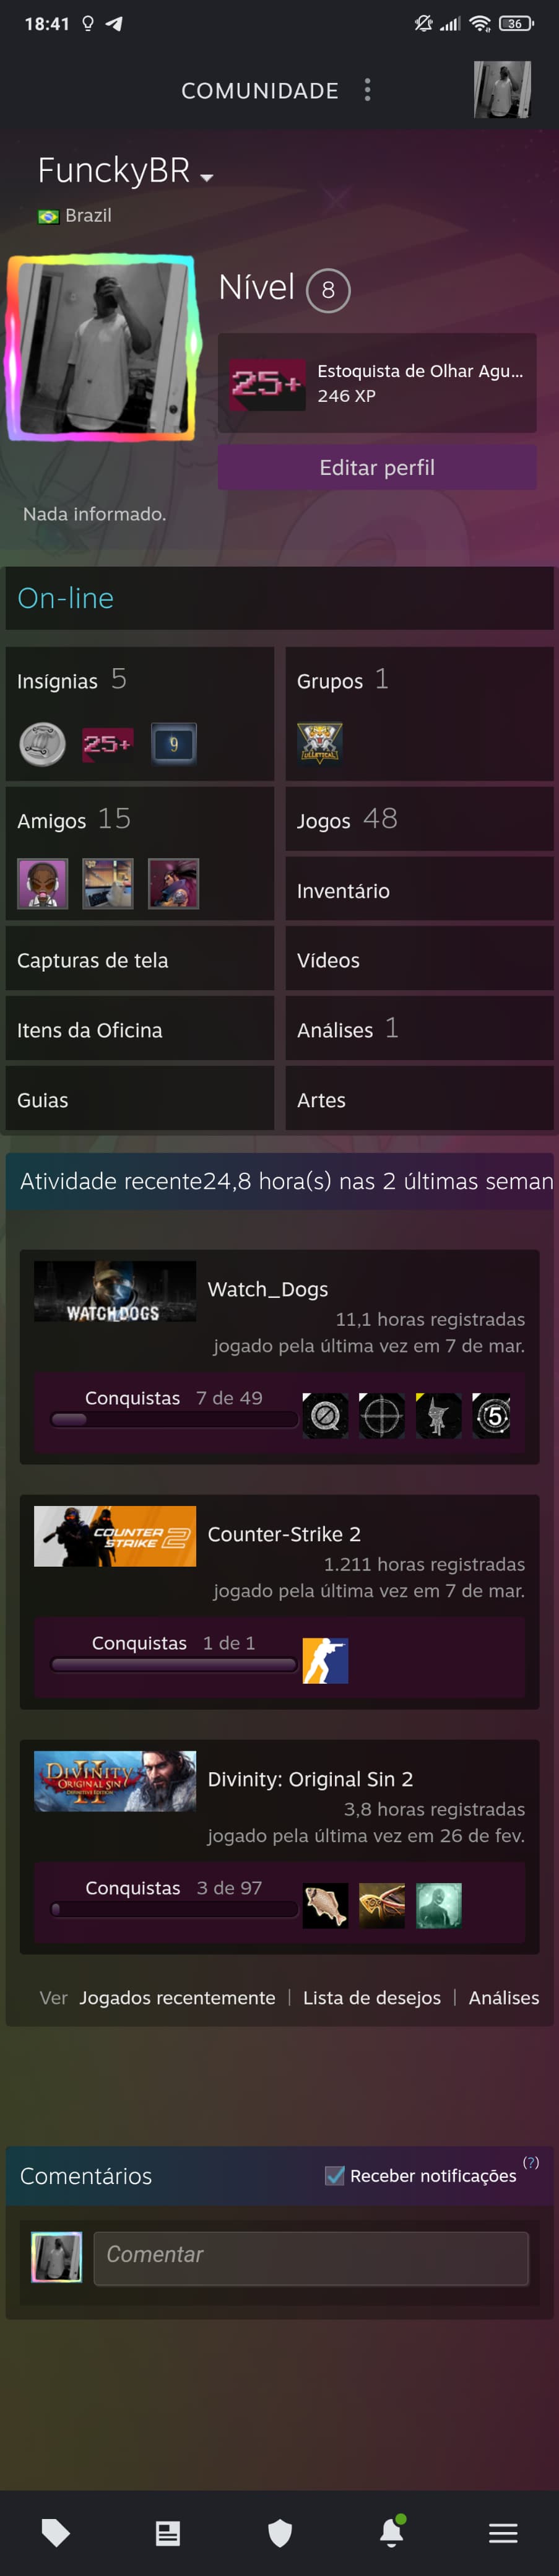 18:41
36
COMUNIDADE
FunckyBR
Brazil
Nível 8
25+
Estoquista de Olhar Agu...
246 XP
Editar perfil
Nada informado.
On-line
Insígnias 5
Grupos 1
25+
9
Amigos 15
Jogos 48
Inventário
Capturas de tela
Vídeos
Itens da Oficina
Análises 1
Guias
Artes
Atividade recente24,8 hora(s) nas 2 últimas seman
WATCH DOGS
Watch_Dogs
11,1 horas registradas
jogado pela última vez em 7 de mar.
Conquistas 7 de 49
5
COUNTER
STRIKE 2
Counter-Strike 2
1.211 horas registradas
jogado pela última vez em 7 de mar.
Conquistas 1 de 1
DIVINITY
II
ORIGINAL SIN
DEFINITIVE EDITION
Divinity: Original Sin 2
3,8 horas registradas
jogado pela última vez em 26 de fev.
Conquistas 3 de 97
Ver Jogados recentemente | Lista de desejos | Análises
Comentários
Receber notificações (?)
Comentar